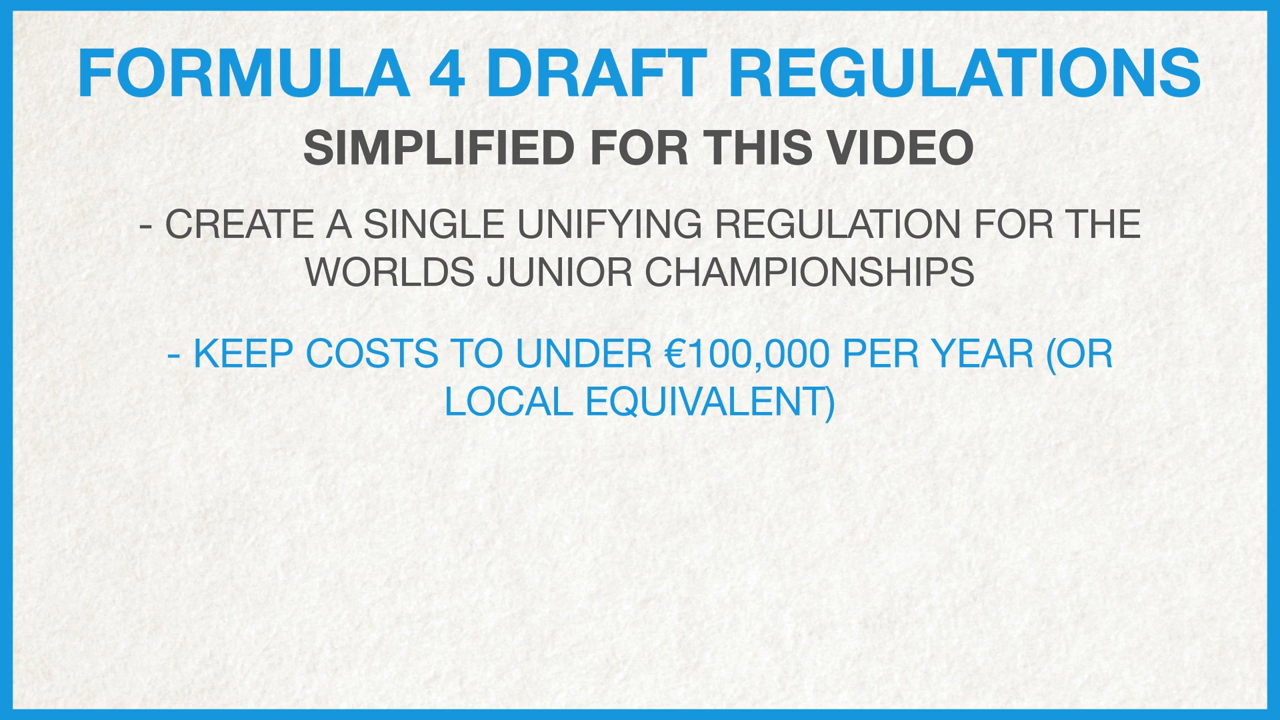 FORMULA 4 DRAFT REGULATIONS
SIMPLIFIED FOR THIS VIDEO
- CREATE A SINGLE UNIFYING REGULATION FOR THE
WORLDS JUNIOR CHAMPIONSHIPS
- KEEP COSTS TO UNDER €100,000 PER YEAR (OR
LOCAL EQUIVALENT)